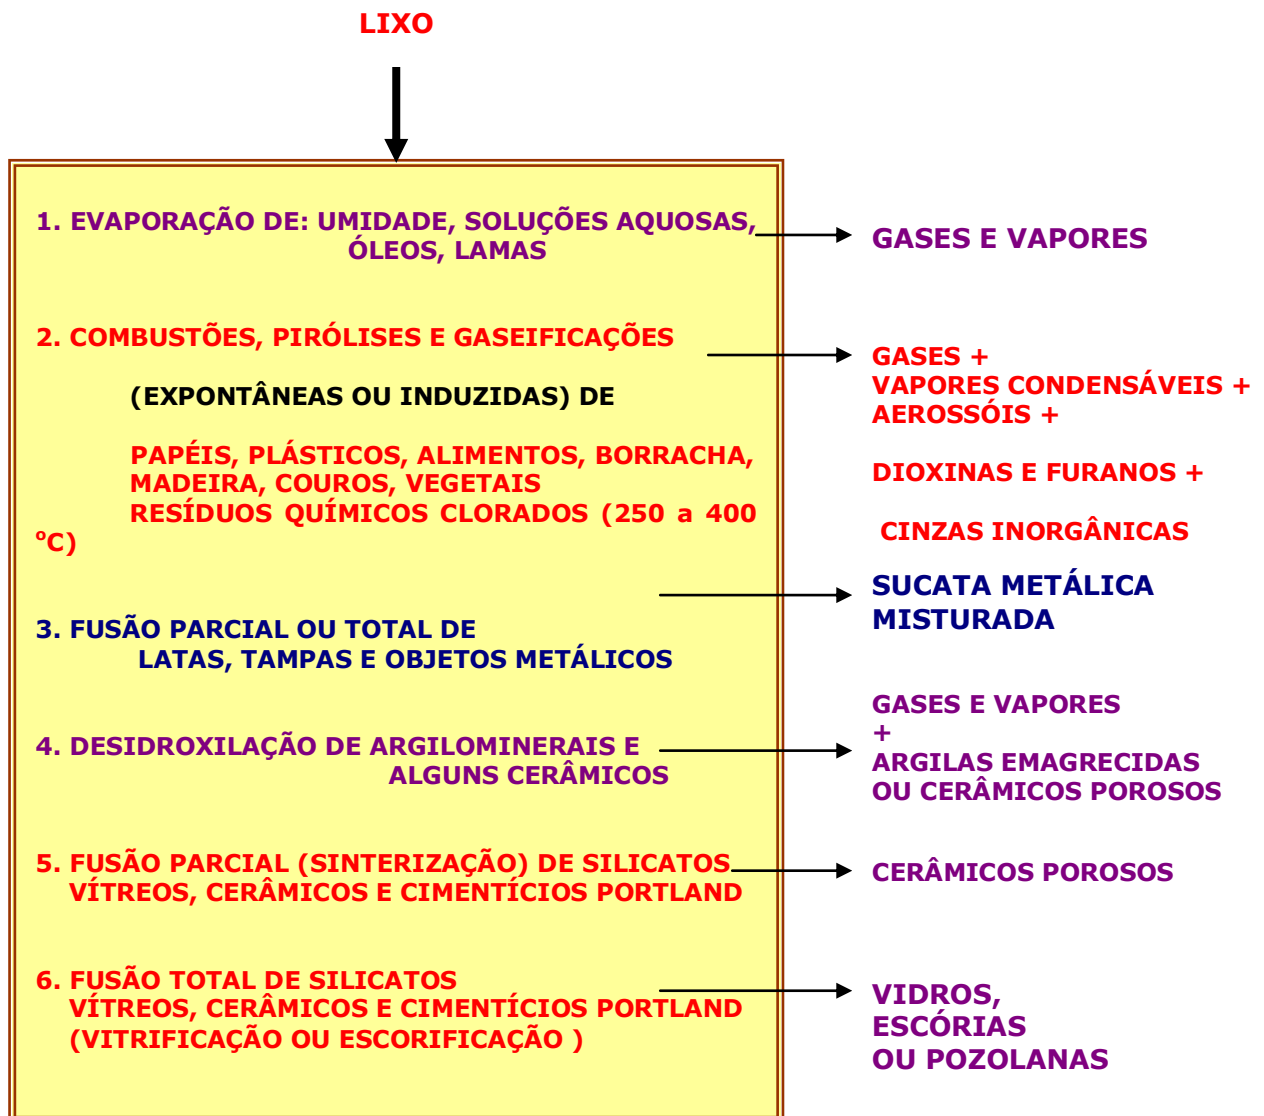 LIXO
1. EVAPORAÇÃO DE: UMIDADE, SOLUÇÕES AQUOSAS,
ÓLEOS, LAMAS
GASES E VAPORES
2. COMBUSTÕES, PIRÓLISES E GASEIFICAÇÕES
(EXPONTÂNEAS OU INDUZIDAS) DE
PAPÉIS, PLÁSTICOS, ALIMENTOS, BORRACHA,
MADEIRA, COUROS, VEGETAIS
RESÍDUOS QUÍMICOS CLORADOS (250 a 400
ºC)
GASES +
VAPORES CONDENSÁVEIS +
AEROSSÓIS +
DIOXINAS E FURANOS +
CINZAS INORGÂNICAS
3. FUSÃO PARCIAL OU TOTAL DE
LATAS, TAMPAS E OBJETOS METÁLICOS
SUCATA METÁLICA
MISTURADA
4. DESIDROXILAÇÃO DE ARGILOMINERAIS E
ALGUNS CERÂMICOS
GASES E VAPORES
+
ARGILAS EMAGRECIDAS
OU CERÂMICOS POROSOS
5. FUSÃO PARCIAL (SINTERIZAÇÃO) DE SILICATOS
VÍTREOS, CERÂMICOS E CIMENTÍCIOS PORTLAND
CERÂMICOS POROSOS
6. FUSÃO TOTAL DE SILICATOS
VÍTREOS, CERÂMICOS E CIMENTÍCIOS PORTLAND
(VITRIFICAÇÃO OU ESCORIFICAÇÃO )
VIDROS,
ESCÓRIAS
OU POZOLANAS